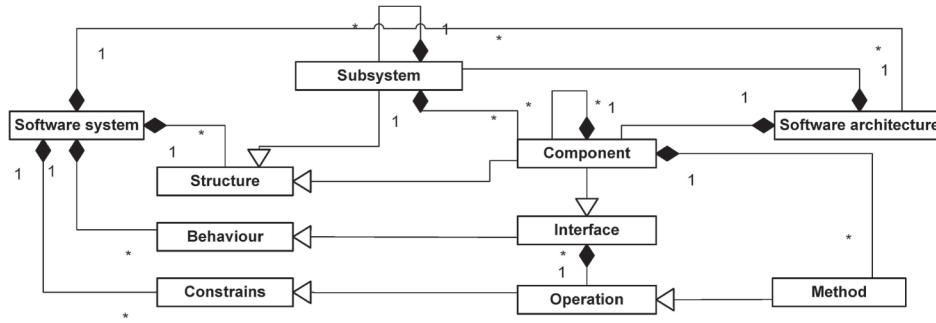 1
*
1
*
*
1
Subsystem
Software system
*
1
*
*
*
1
1
Software architecture
1
1
Structure
Component
1
Behaviour
Interface
*
*
*
1
Constrains
Operation
Method
*